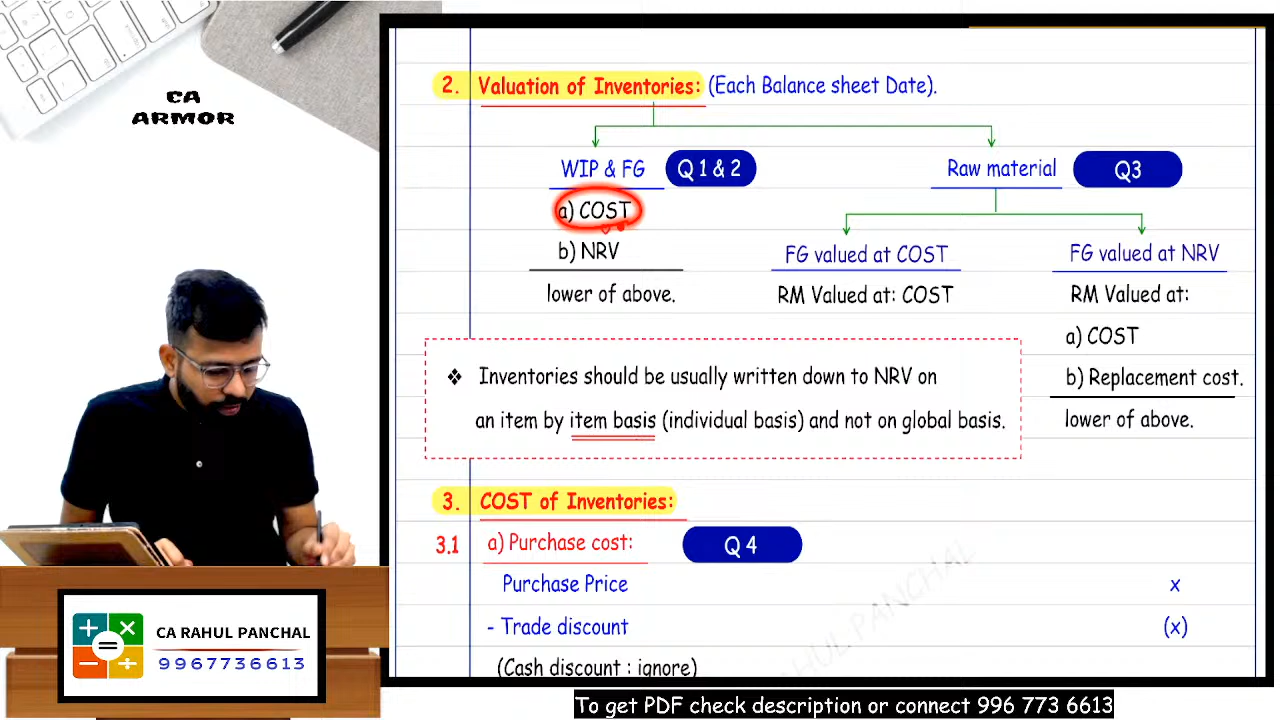 CA
ARMOR
2. Valuation of Inventories: (Each Balance sheet Date).
WIP & FG Q 1 & 2
a) COST
b) NRV
lower of above.
Raw material Q3
FG valued at COST
RM Valued at: COST
FG valued at NRV
RM Valued at:
a) COST
b) Replacement cost.
lower of above.
❖ Inventories should be usually written down to NRV on
an item by item basis (individual basis) and not on global basis.
3. COST of Inventories:
3.1 a) Purchase cost: Q 4
Purchase Price x
- Trade discount (x)
(Cash discount : ignore)
CA RAHUL PANCHAL
9967736613
To get PDF check description or connect 996 773 6613